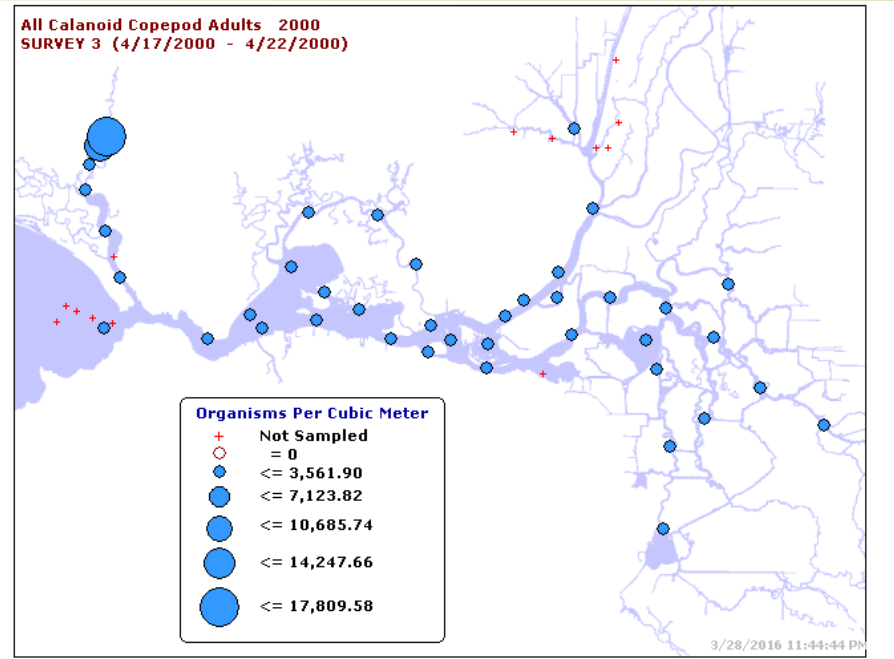 All Calanoid Copepod Adults 2000
SURVEY 3 (4/17/2000 - 4/22/2000)
Organisms Per Cubic Meter
Not Sampled
= 0
<= 3,561.90
<= 7,123.82
<= 10,685.74
<= 14,247.66
<= 17,809.58
3/28/2016 11:44:44 PM